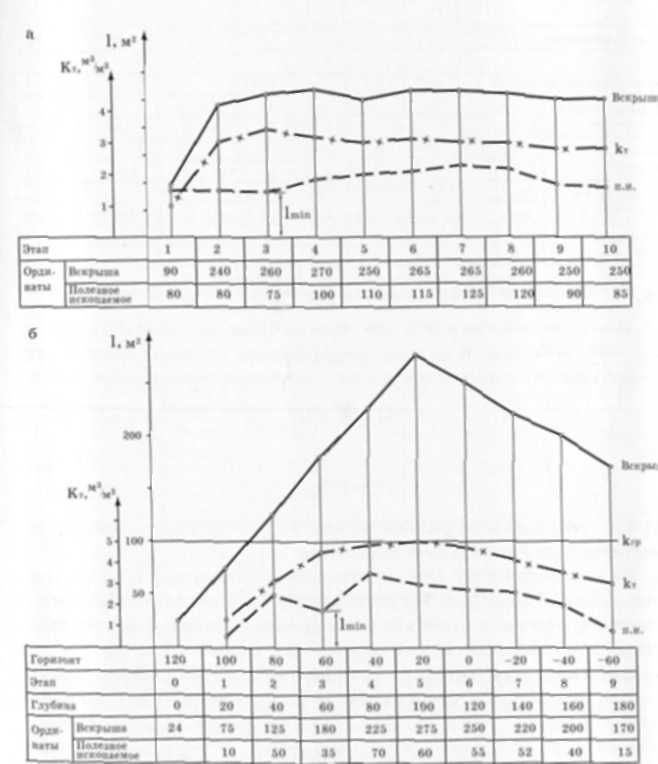 а
l, м²
Kт, м³/м³
4
3
2
1
Вскрыша
kт
п.и.
lmin
Этап 1 2 3 4 5 6 7 8 9 10
Орди- Вскрыша 90 240 260 270 250 265 265 260 250 250
наты Полезное ископаемое 80 80 75 100 110 115 125 120 90 85
б
l, м²
200
Kт, м³/м³
5 100
4
3 50
2
1
Вскрыша
kгр
kт
п.и.
lmin
Горизонт 120 100 80 60 40 20 0 −20 −40 −60
Этап 0 1 2 3 4 5 6 7 8 9
Глубина 0 20 40 60 80 100 120 140 160 180
Орди- Вскрыша 24 75 125 180 225 275 250 220 200 170
наты Полезное ископаемое 10 50 35 70 60 55 52 40 15